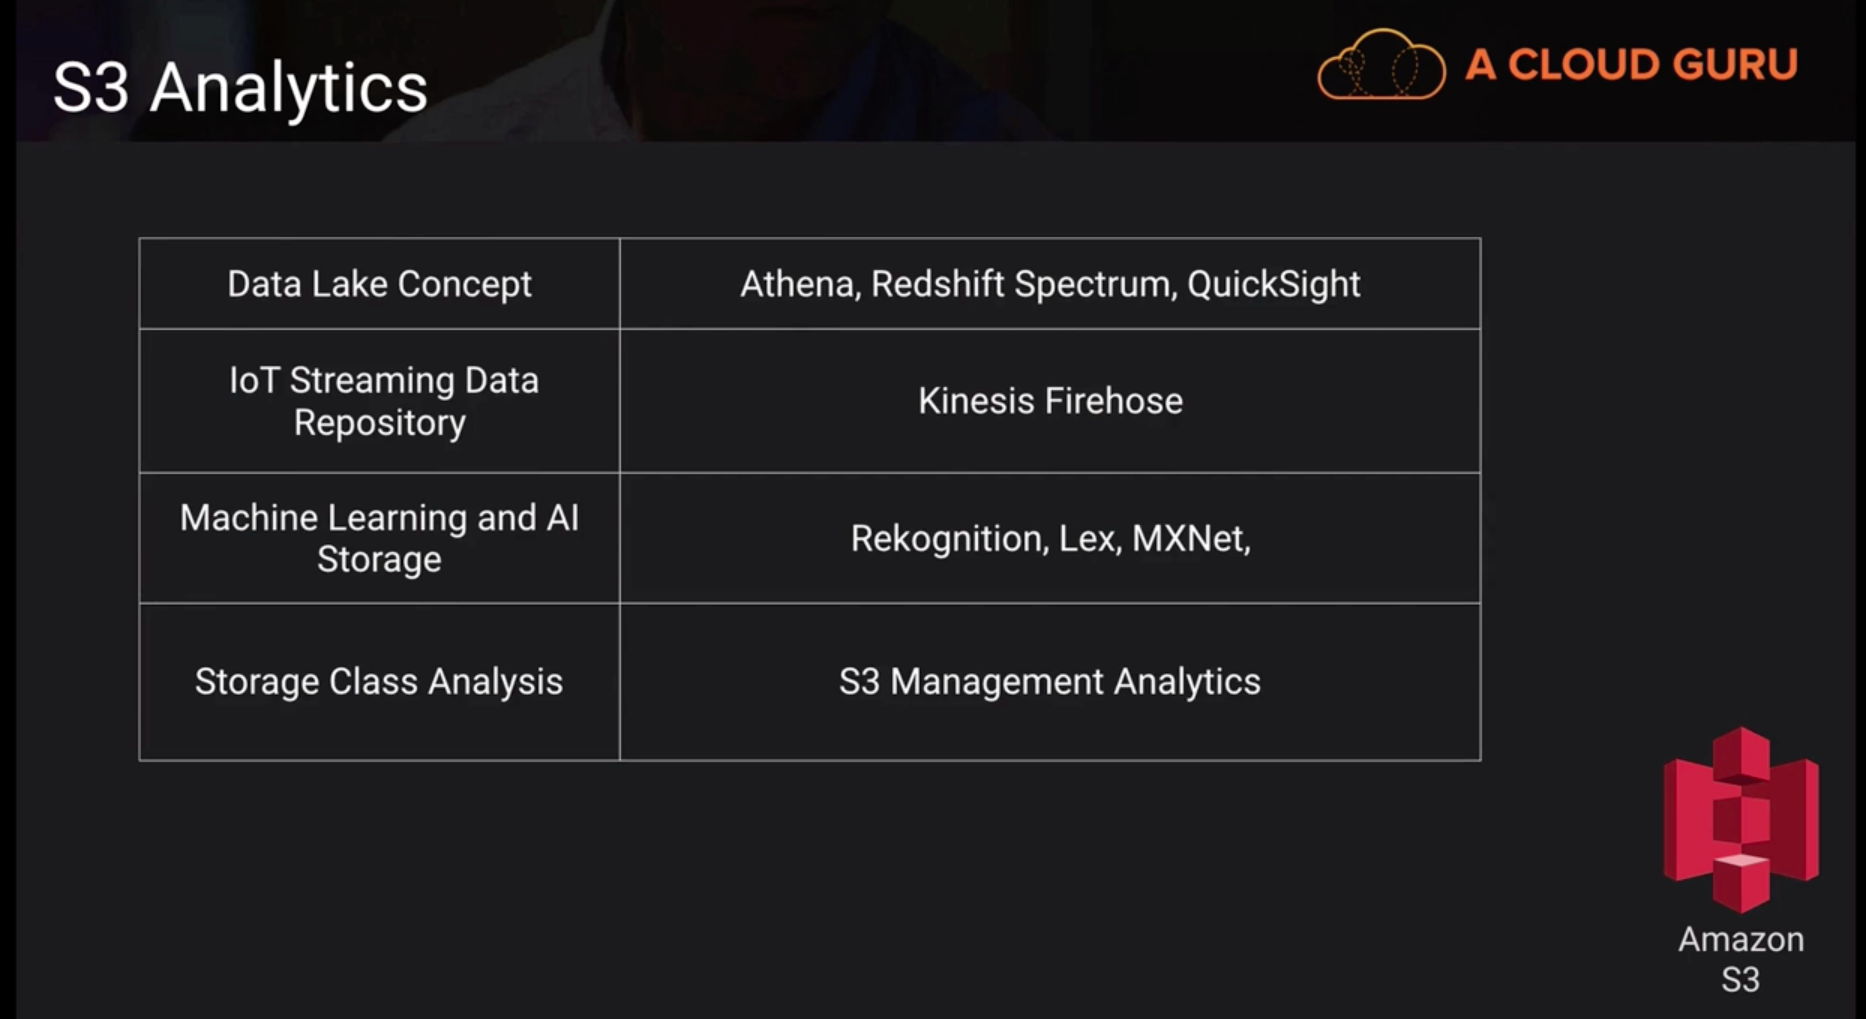 S3 Analytics
A CLOUD GURU
Data Lake Concept
Athena, Redshift Spectrum, QuickSight
IoT Streaming Data
Repository
Kinesis Firehose
Machine Learning and AI
Storage
Rekognition, Lex, MXNet,
Storage Class Analysis
S3 Management Analytics
Amazon
S3